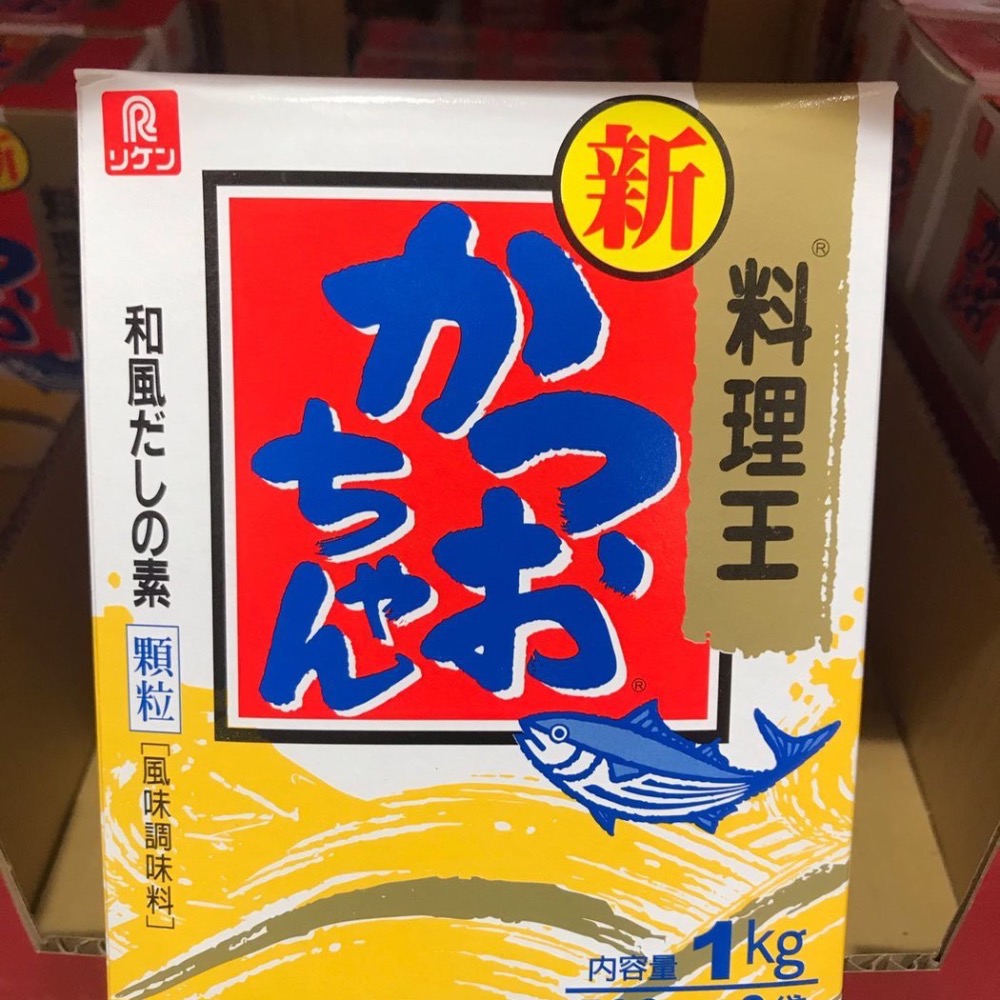 リケン
新
料理王®
かつお
ちゃん®
和風だしの素
顆粒
[風味調味料]
内容量 1kg